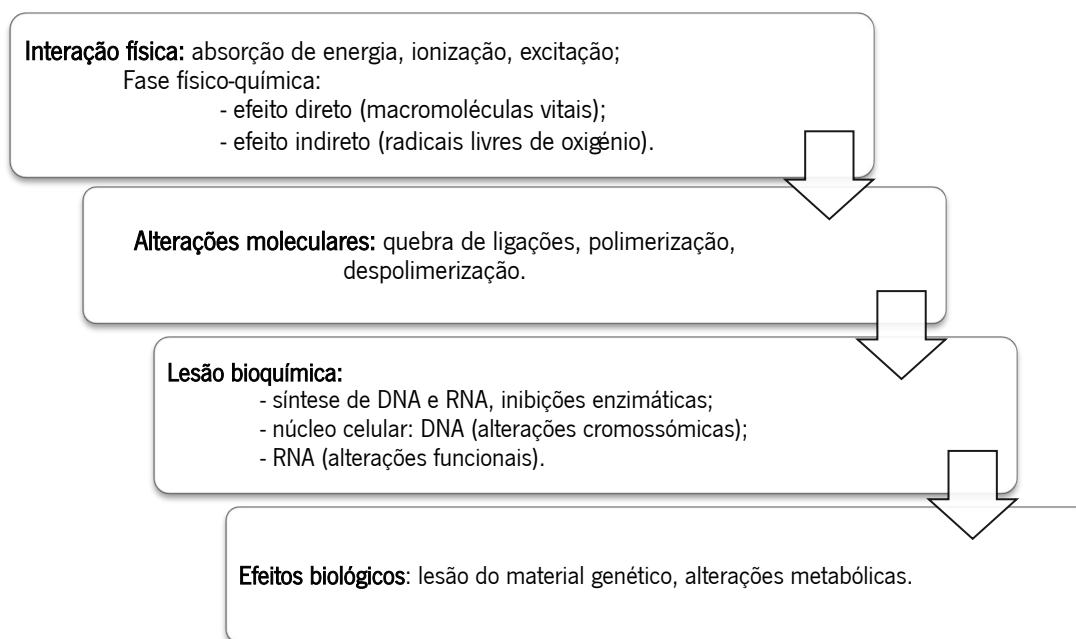 Interação física: absorção de energia, ionização, excitação;
Fase físico-química:
- efeito direto (macromoléculas vitais);
- efeito indireto (radicais livres de oxigénio).
Alterações moleculares: quebra de ligações, polimerização,
despolimerização.
Lesão bioquímica:
- síntese de DNA e RNA, inibições enzimáticas;
- núcleo celular: DNA (alterações cromossómicas);
- RNA (alterações funcionais).
Efeitos biológicos: lesão do material genético, alterações metabólicas.